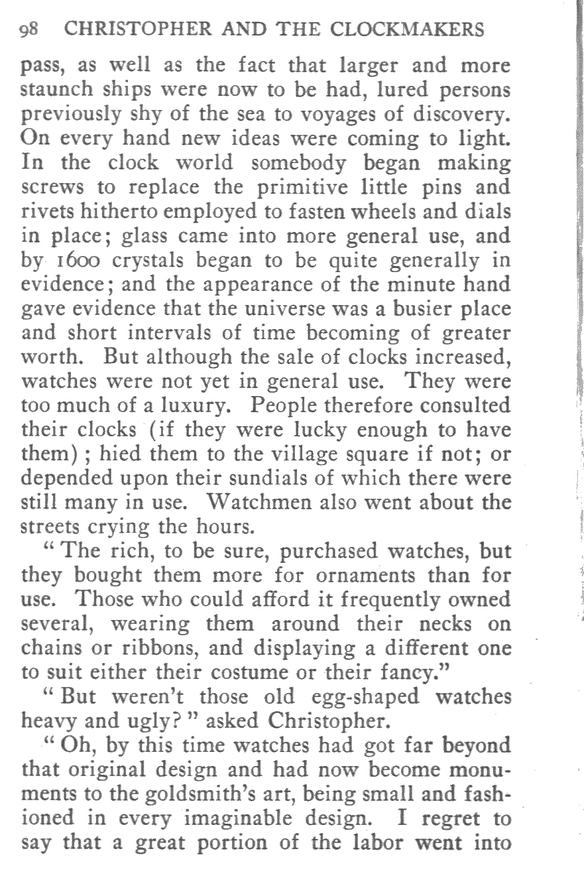 98 CHRISTOPHER AND THE CLOCKMAKERS
pass, as well as the fact that larger and more
staunch ships were now to be had, lured persons
previously shy of the sea to voyages of discovery.
On every hand new ideas were coming to light.
In the clock world somebody began making
screws to replace the primitive little pins and
rivets hitherto employed to fasten wheels and dials
in place; glass came into more general use, and
by 1600 crystals began to be quite generally in
evidence; and the appearance of the minute hand
gave evidence that the universe was a busier place
and short intervals of time becoming of greater
worth. But although the sale of clocks increased,
watches were not yet in general use. They were
too much of a luxury. People therefore consulted
their clocks (if they were lucky enough to have
them) ; hied them to the village square if not; or
depended upon their sundials of which there were
still many in use. Watchmen also went about the
streets crying the hours.
“ The rich, to be sure, purchased watches, but
they bought them more for ornaments than for
use. Those who could afford it frequently owned
several, wearing them around their necks on
chains or ribbons, and displaying a different one
to suit either their costume or their fancy.”
“ But weren't those old egg-shaped watches
heavy and ugly? ” asked Christopher.
“ Oh, by this time watches had got far beyond
that original design and had now become monu-
ments to the goldsmith's art, being small and fash-
ioned in every imaginable design. I regret to
say that a great portion of the labor went into